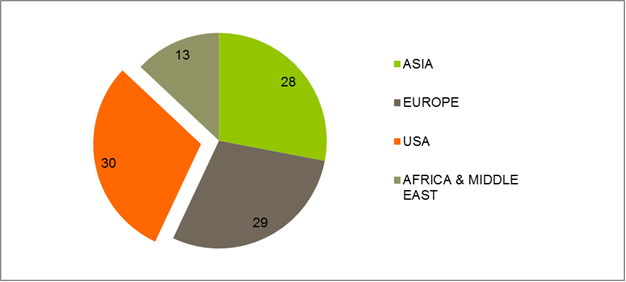 13
28
30
29
ASIA
EUROPE
USA
AFRICA & MIDDLE
EAST